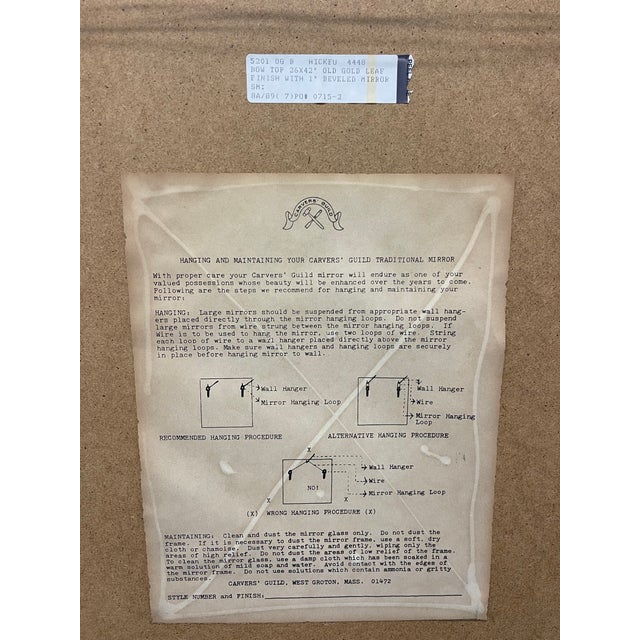 5201 OG B HICKEU 4448
BOW TOP 26X42" OLD GOLD LEAF
FINISH WITH 1" BEVELED MIRROR
SM:
8A/89( 7)PO# 0715-2
CARVERS' GUILD
HANGING AND MAINTAINING YOUR CARVERS' GUILD TRADITIONAL MIRROR
With proper care your Carvers' Guild mirror will endure as one of your
valued possessions whose beauty will be enhanced over the years to come.
Following are the steps we recommend for hanging and maintaining your
mirror:
HANGING: Large mirrors should be suspended from appropriate wall hang-
ers placed directly through the mirror hanging loops. Do not suspend
large mirrors from wire strung between the mirror hanging loops. If
Wire is to be used to hang the mirror, use two loops of wire. String
each loop of wire to a wall hanger placed directly above the mirror
hanging loops. Make sure wall hangers and hanging loops are securely
in place before hanging mirror to wall.
Wall Hanger
Mirror Hanging Loop
RECOMMENDED HANGING PROCEDURE
Wall Hanger
Wire
Mirror Hanging
Loop
ALTERNATIVE HANGING PROCEDURE
X
Wall Hanger
Wire
NO!
X X
Mirror Hanging Loop
(X) WRONG HANGING PROCEDURE (X)
MAINTAINING: Clean and dust the mirror glass only. Do not dust the
frame. If it is necessary to dust the mirror frame, use a soft, dry
cloth or chamoise. Dust very carefully and gently, wiping only the
areas of high relief. Do not dust the areas of low relief of the frame.
To clean the mirror glass, use a damp cloth which has been soaked in a
warm solution of mild soap and water. Avoid contact with the edges of
the mirror frame. Do not use solutions which contain ammonia or gritty
substances.
CARVERS' GUILD, WEST GROTON, MASS. 01472
STYLE NUMBER and FINISH: